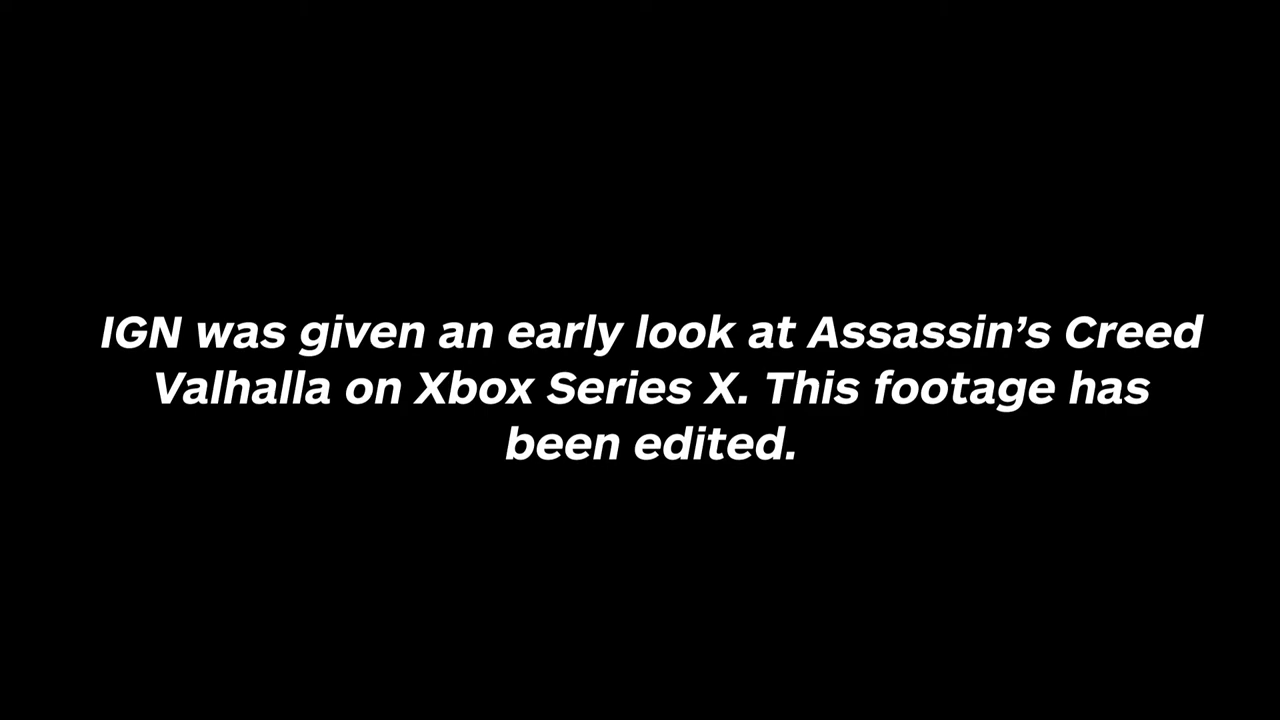 IGN was given an early look at Assassin’s Creed
Valhalla on Xbox Series X. This footage has
been edited.